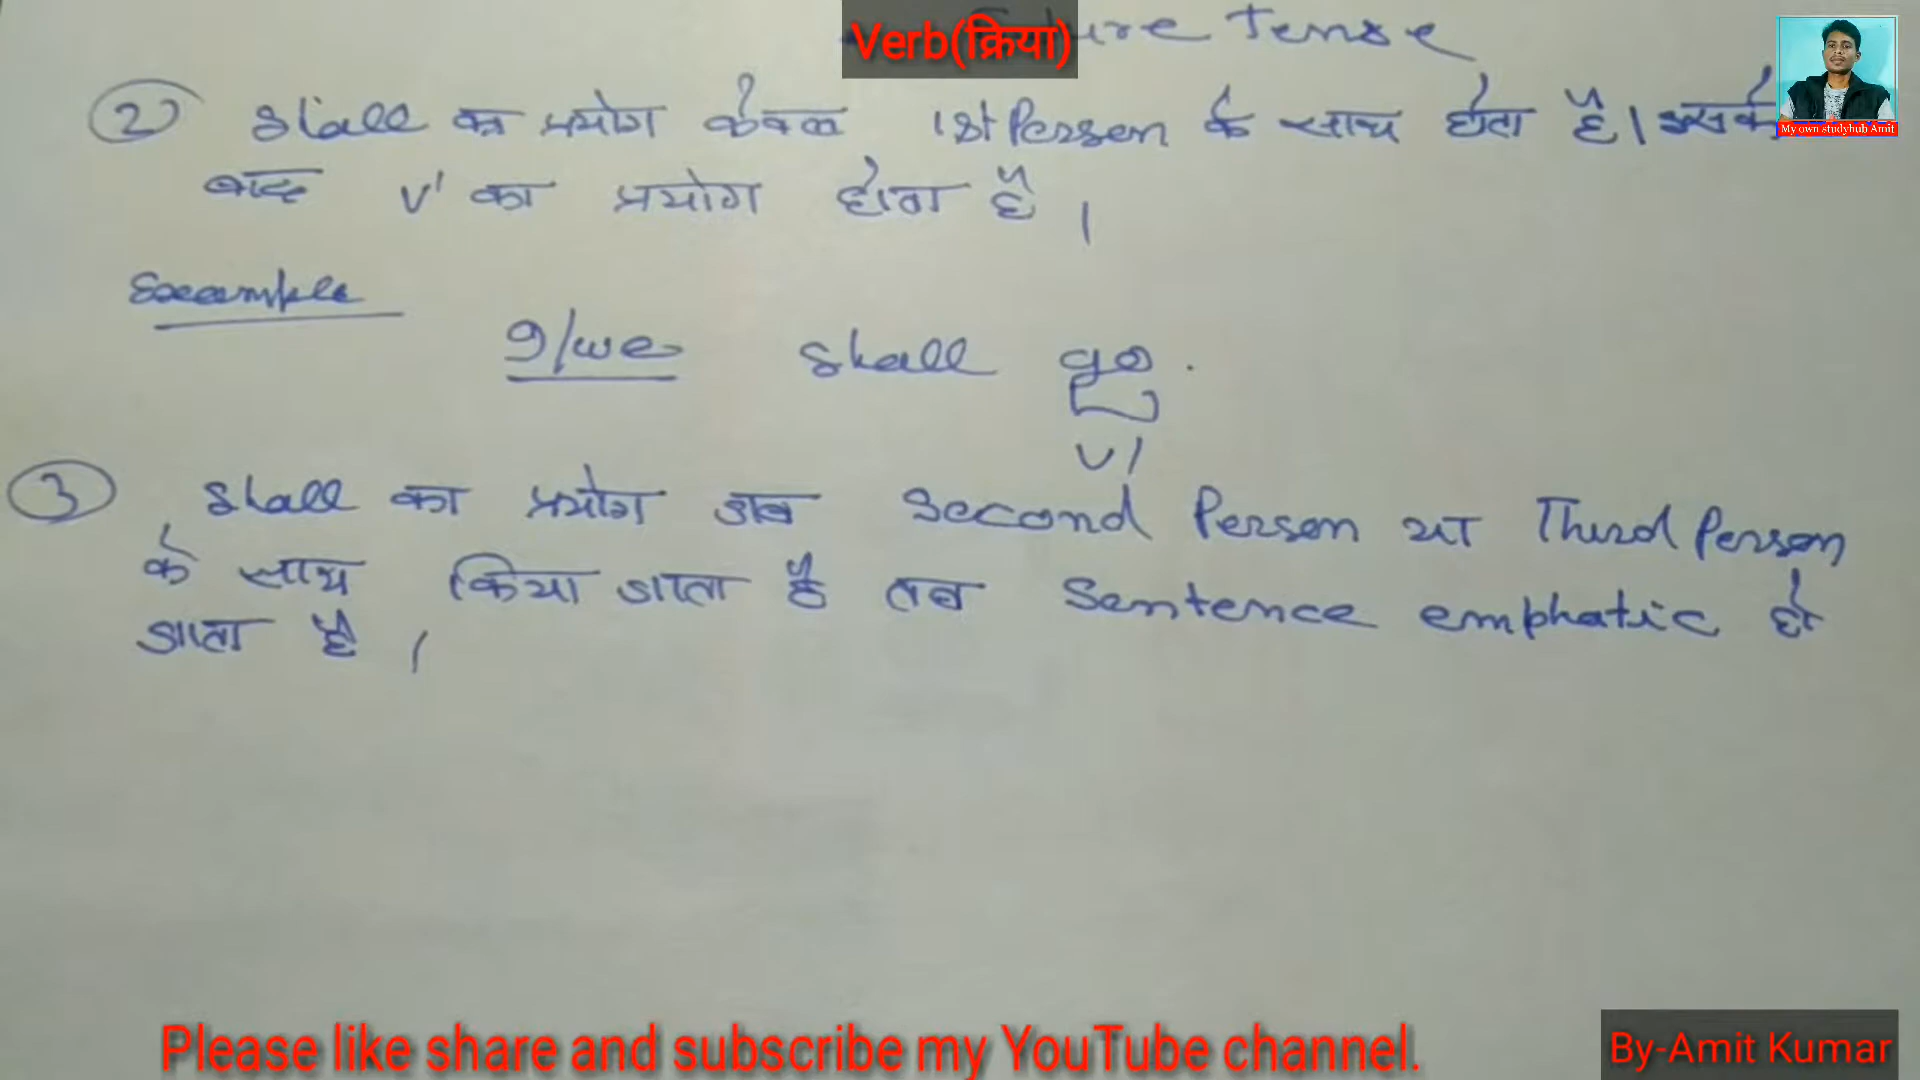 Verb(क्रिया)
Tense
My own studyhub Amit
② Shall का प्रयोग केवल 1st Person के साथ होता है। उसके
बाद V¹ का प्रयोग होता है।
Example
I/we shall go.
V1
③ Shall का प्रयोग जब Second Person या Third Person
के साथ किया जाता है तब Sentence emphatic हो
जाता है।
Please like share and subscribe my YouTube channel.
By-Amit Kumar